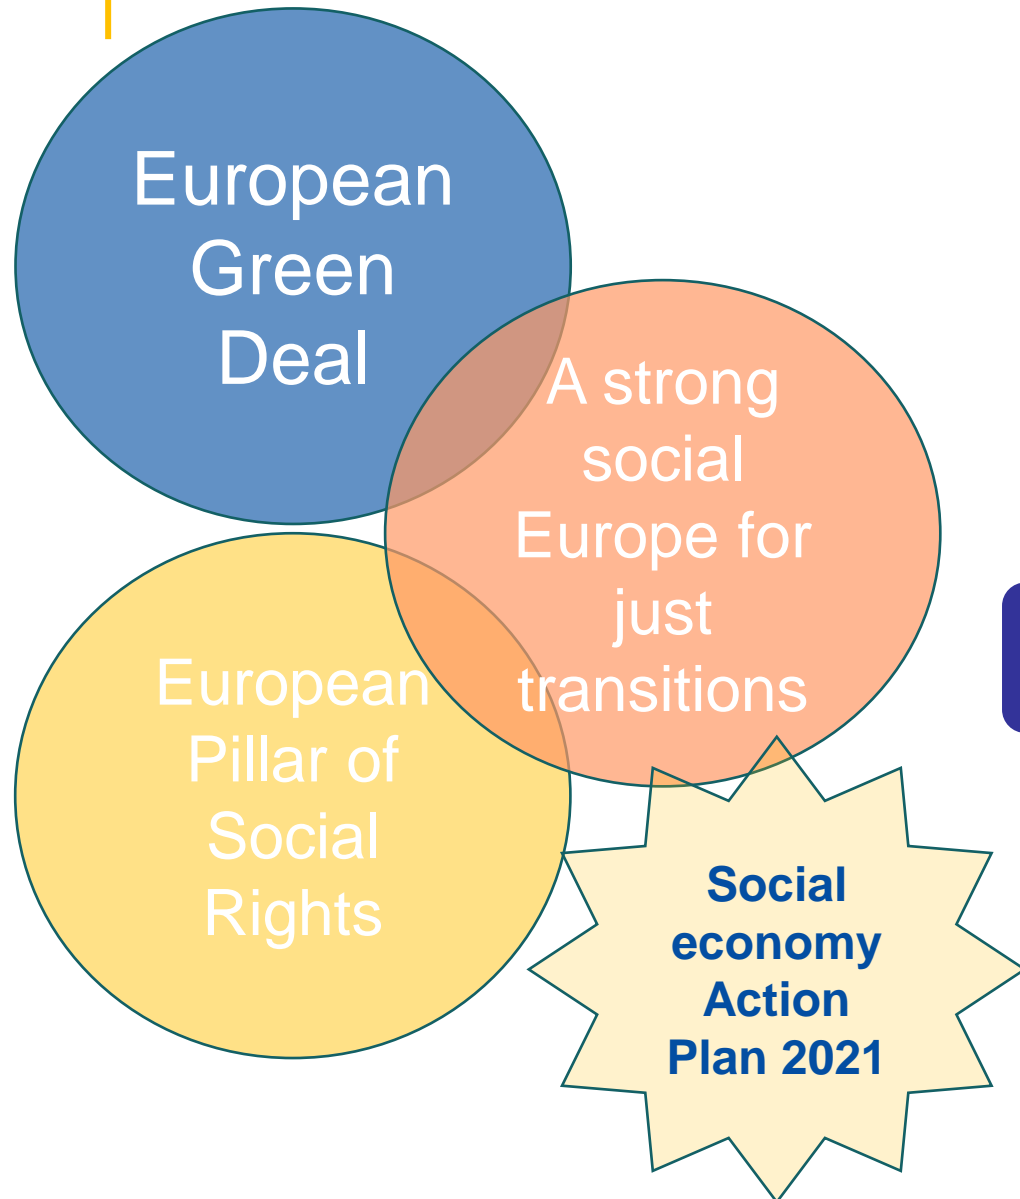 European
Green
Deal
A strong
social
Europe for
just
transitions
European
Pillar of
Social
Rights
Social
economy
Action
Plan 2021